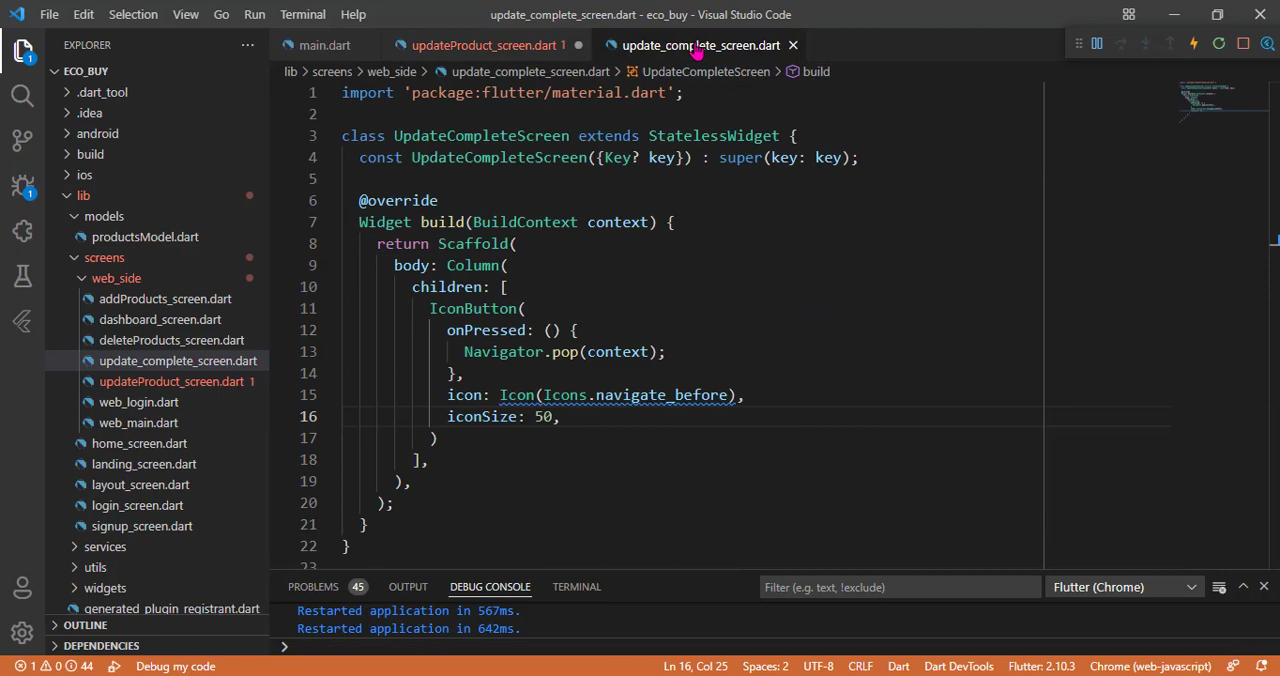 File Edit Selection View Go Run Terminal Help
update_complete_screen.dart - eco_buy - Visual Studio Code
EXPLORER
main.dart
updateProduct_screen.dart 1
update_complete_screen.dart
lib > screens > web_side > update_complete_screen.dart > UpdateCompleteScreen > build
1
ECO_BUY
.dart_tool
.idea
android
build
ios
lib
models
productsModel.dart
screens
web_side
addProducts_screen.dart
dashboard_screen.dart
deleteProducts_screen.dart
update_complete_screen.dart
updateProduct_screen.dart 1
web_login.dart
web_main.dart
home_screen.dart
landing_screen.dart
layout_screen.dart
login_screen.dart
signup_screen.dart
services
utils
widgets
generated_plugin_registrant.dart
OUTLINE
DEPENDENCIES
1
1 import 'package:flutter/material.dart';
2
3 class UpdateCompleteScreen extends StatelessWidget {
4 const UpdateCompleteScreen({Key? key}) : super(key: key);
5
6 @override
7 Widget build(BuildContext context) {
8 return Scaffold(
9 body: Column(
10 children: [
11 IconButton(
12 onPressed: () {
13 Navigator.pop(context);
14 },
15 icon: Icon(Icons.navigate_before),
16 iconSize: 50,
17 )
18 ],
19 ),
20 );
21 }
22 }
23
PROBLEMS 45 OUTPUT DEBUG CONSOLE TERMINAL
Filter (e.g. text, !exclude)
Flutter (Chrome)
Restarted application in 567ms.
Restarted application in 642ms.
1 0 44 Debug my code
Ln 16, Col 25 Spaces: 2 UTF-8 CRLF Dart Dart DevTools Flutter: 2.10.3 Chrome (web-javascript)